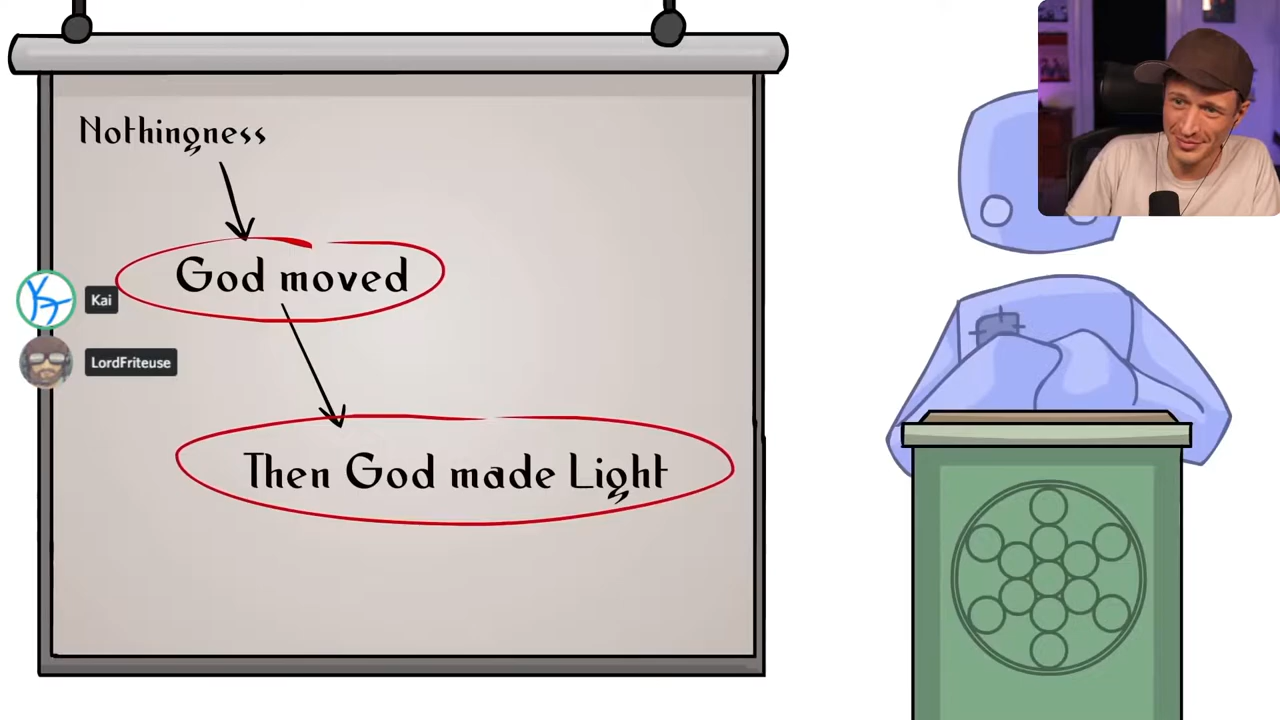 Nothingness
God moved
Kai
LordFriteuse
Then God made Light